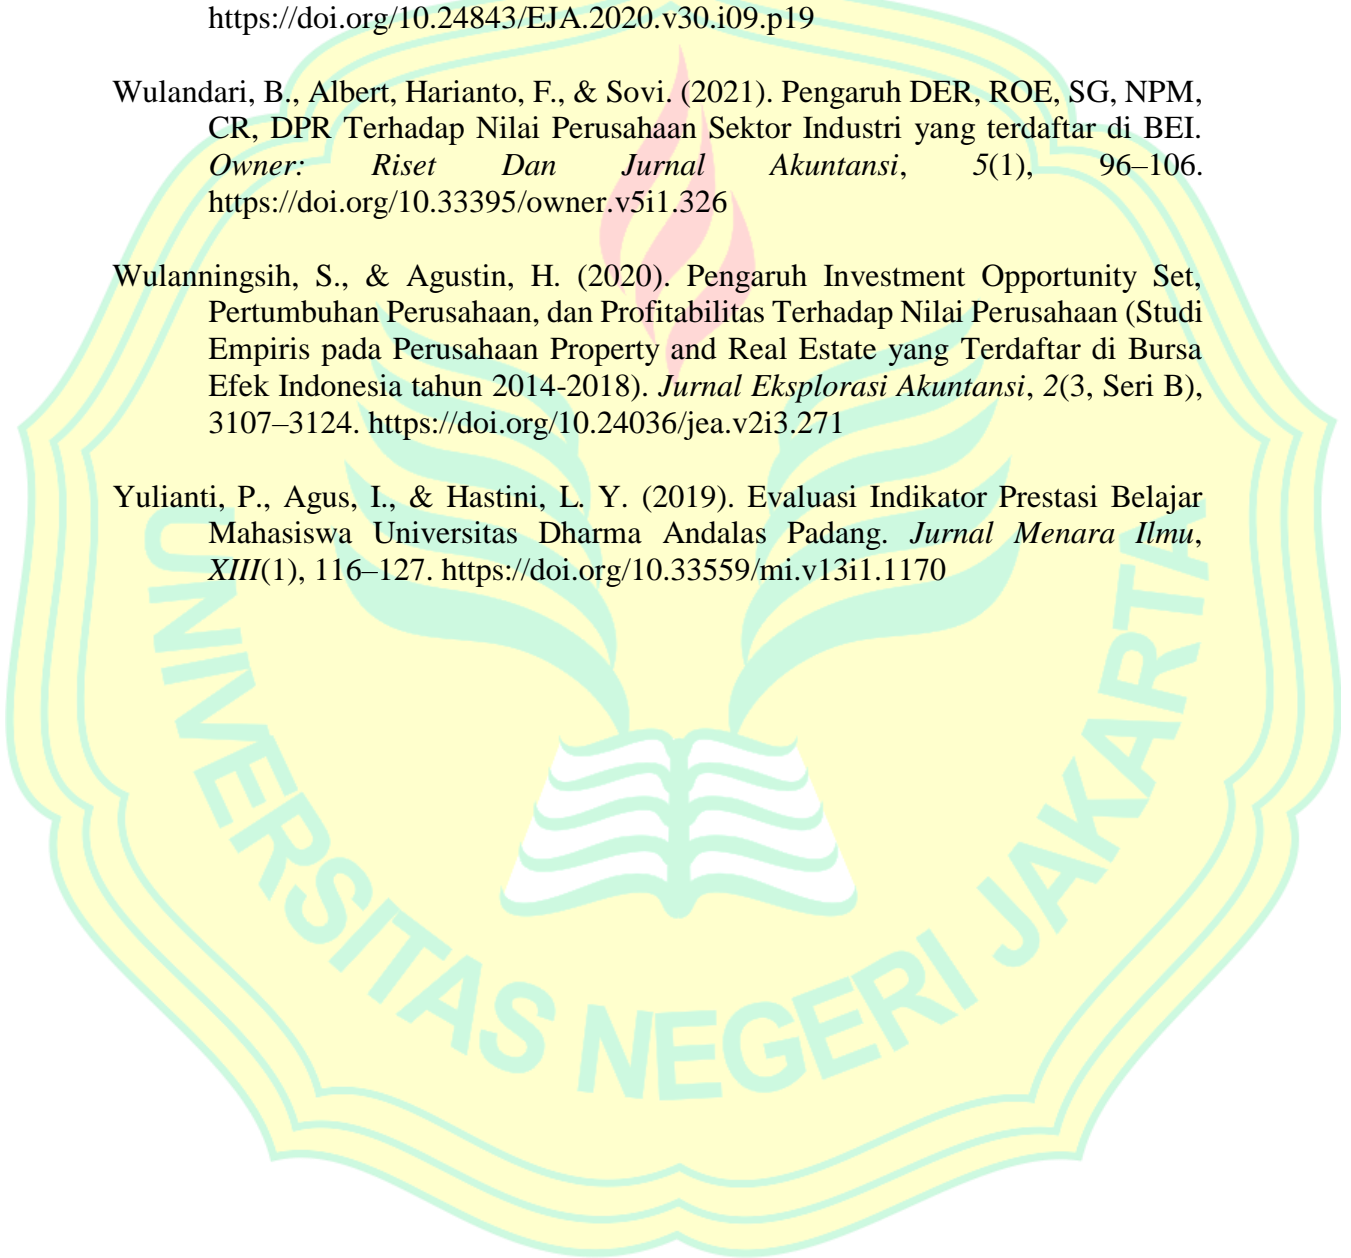 https://doi.org/10.24843/EJA.2020.v30.i09.p19
Wulandari, B., Albert, Harianto, F., & Sovi. (2021). Pengaruh DER, ROE, SG, NPM,
CR, DPR Terhadap Nilai Perusahaan Sektor Industri yang terdaftar di BEI.
Owner: Riset Dan Jurnal Akuntansi, 5(1), 96–106.
https://doi.org/10.33395/owner.v5i1.326
Wulanningsih, S., & Agustin, H. (2020). Pengaruh Investment Opportunity Set,
Pertumbuhan Perusahaan, dan Profitabilitas Terhadap Nilai Perusahaan (Studi
Empiris pada Perusahaan Property and Real Estate yang Terdaftar di Bursa
Efek Indonesia tahun 2014-2018). Jurnal Eksplorasi Akuntansi, 2(3, Seri B),
3107–3124. https://doi.org/10.24036/jea.v2i3.271
Yulianti, P., Agus, I., & Hastini, L. Y. (2019). Evaluasi Indikator Prestasi Belajar
Mahasiswa Universitas Dharma Andalas Padang. Jurnal Menara Ilmu,
XIII(1), 116–127. https://doi.org/10.33559/mi.v13i1.1170
UNIVERSITAS NEGERI JAKARTA